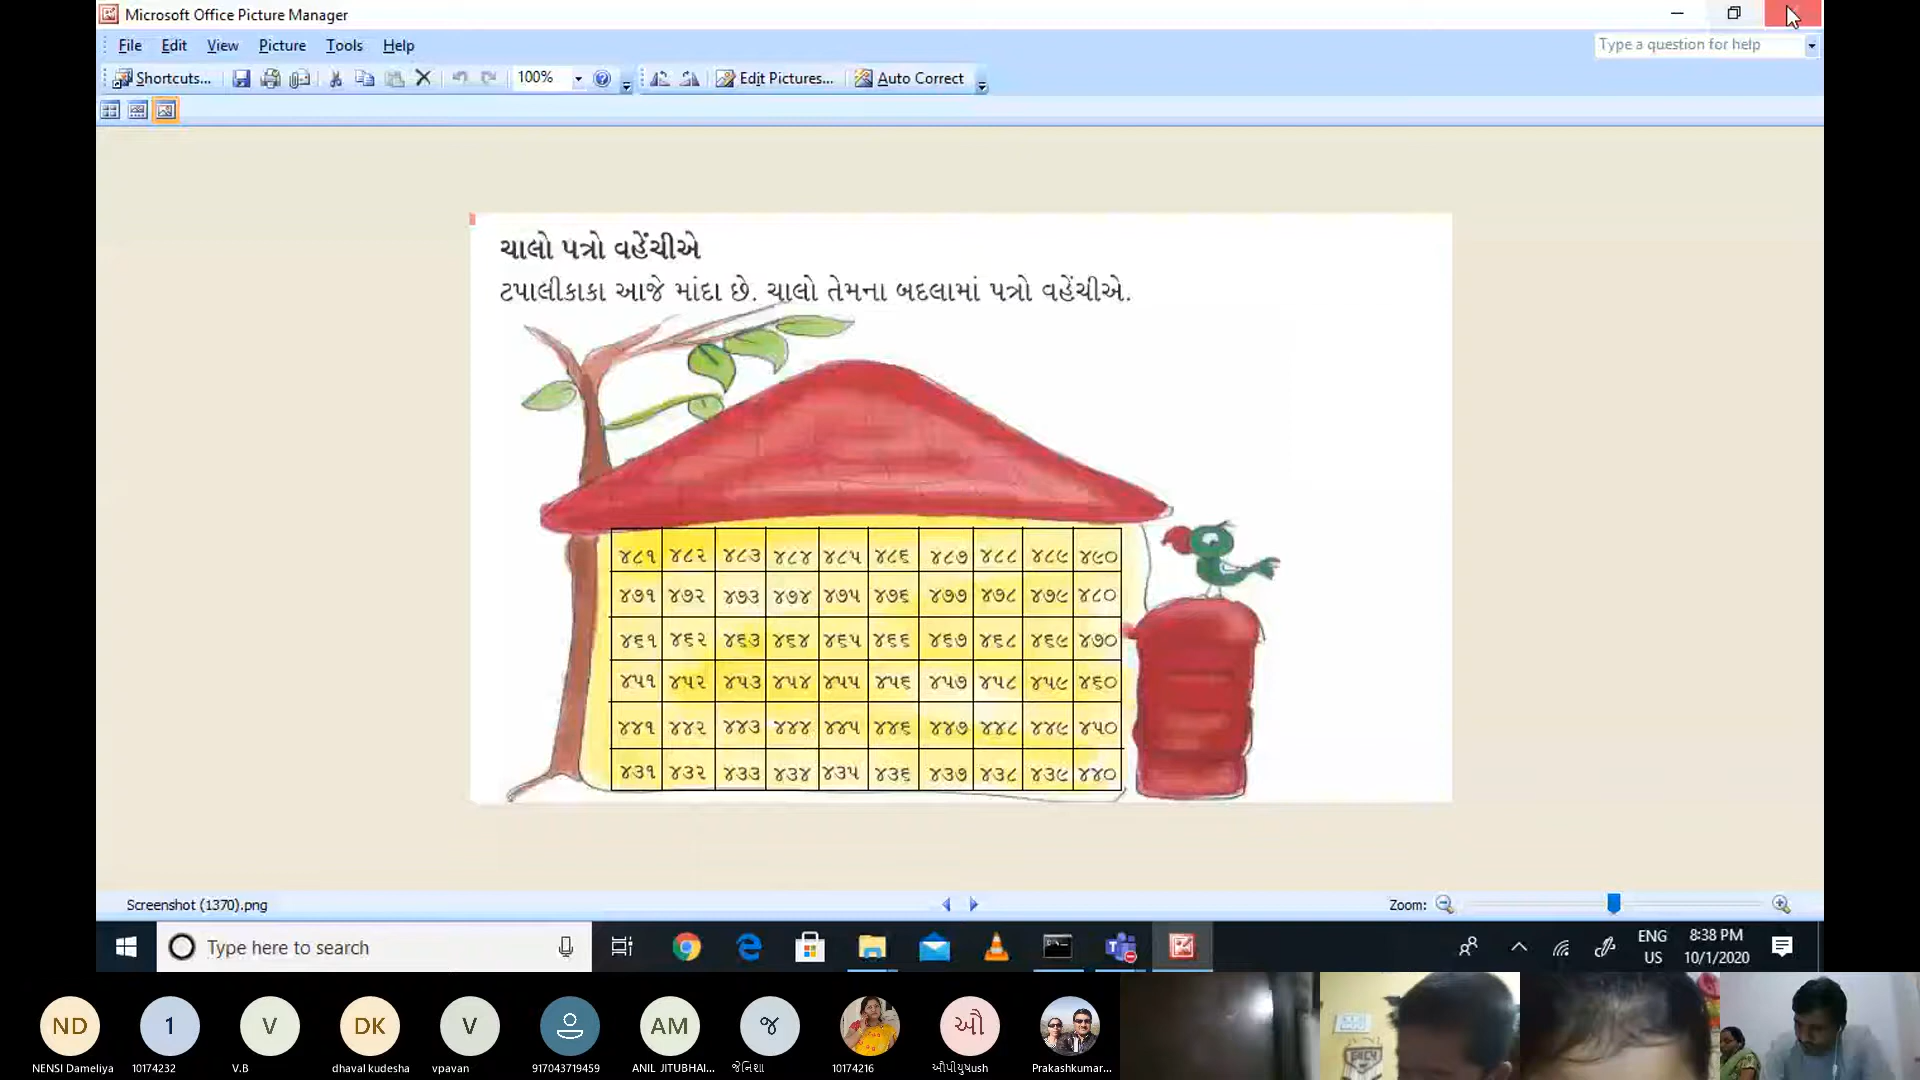 Microsoft Office Picture Manager
File Edit View Picture Tools Help
Type a question for help
Shortcuts...
100%
Edit Pictures...
Auto Correct
ચાલો પત્રો વહેંચીએ
ટપાલીકાકા આજે માંદા છે. ચાલો તેમના બદલામાં પત્રો વહેંચીએ.
૪૮૧ ૪૮૨ ૪૮૩ ૪૮૪ ૪૮૫ ૪૮૬ ૪૮૭ ૪૮૮ ૪૮૯ ૪૯૦
૪૭૧ ૪૭૨ ૪૭૩ ૪૭૪ ૪૭૫ ૪૭૬ ૪૭૭ ૪૭૮ ૪૭૯ ૪૮૦
૪૬૧ ૪૬૨ ૪૬૩ ૪૬૪ ૪૬૫ ૪૬૬ ૪૬૭ ૪૬૮ ૪૬૯ ૪૭૦
૪૫૧ ૪૫૨ ૪૫૩ ૪૫૪ ૪૫૫ ૪૫૬ ૪૫૭ ૪૫૮ ૪૫૯ ૪૬૦
૪૪૧ ૪૪૨ ૪૪૩ ૪૪૪ ૪૪૫ ૪૪૬ ૪૪૭ ૪૪૮ ૪૪૯ ૪૫૦
૪૩૧ ૪૩૨ ૪૩૩ ૪૩૪ ૪૩૫ ૪૩૬ ૪૩૭ ૪૩૮ ૪૩૯ ૪૪૦
Screenshot (1370).png
Zoom:
Type here to search
ENG 8:38 PM
US 10/1/2020
ND 1 V DK V AM જ ઔ
NENSI Dameliya 10174232 V.B dhaval kudesha vpavan 917043719459 ANIL JITUBHAI... જેનિશા 10174216 ઔપીયુષush Prakashkumar...